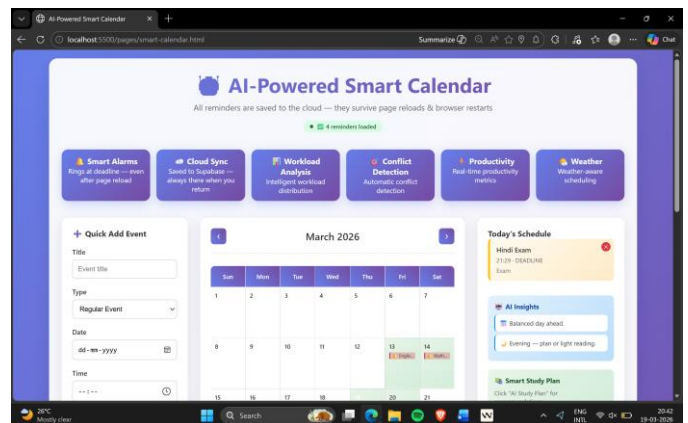 AI-Powered Smart Calendar
localhost:5500/pages/smart-calendar.html
Summarize
Chat
AI-Powered Smart Calendar
All reminders are saved to the cloud — they survive page reloads & browser restarts
4 reminders loaded
Smart Alarms
Rings at deadline — even
after page reload
Cloud Sync
Saved to Supabase —
always there when you
return
Workload
Analysis
Intelligent workload
distribution
Conflict
Detection
Automatic conflict
detection
Productivity
Real-time productivity
metrics
Weather
Weather-aware
scheduling
Quick Add Event
Title
Event title
Type
Regular Event
Date
dd-mm-yyyy
Time
--:--
March 2026
Sun Mon Tue Wed Thu Fri Sat
1 2 3 4 5 6 7
8 9 10 11 12 13 14
15 16 17 18 19 20 21
Today's Schedule
Hindi Exam
21:29 · DEADLINE
Exam
AI Insights
Balanced day ahead.
Evening — plan or light reading.
Smart Study Plan
Click "AI Study Plan" for
26°C
Mostly clear
Search
ENG
INTL
20:42
19-03-2026